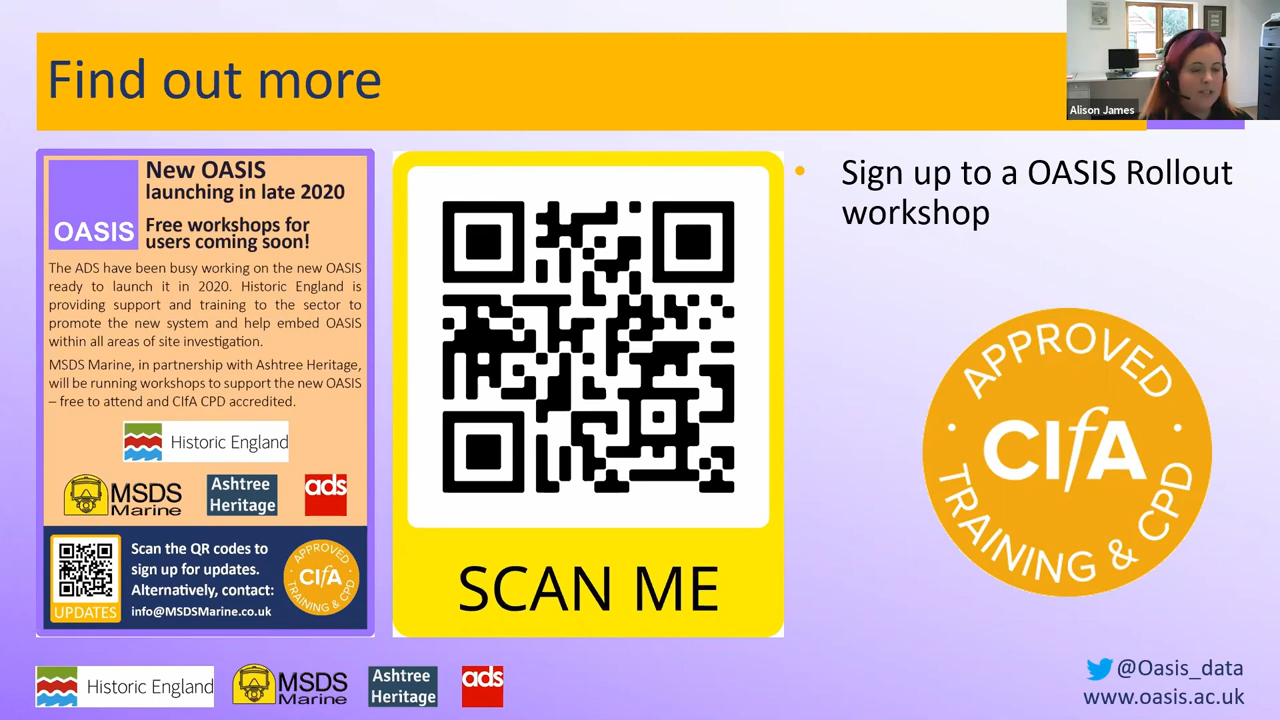 Find out more
Alison James
OASIS
New OASIS
launching in late 2020
Free workshops for
users coming soon!
The ADS have been busy working on the new OASIS
ready to launch it in 2020. Historic England is
providing support and training to the sector to
promote the new system and help embed OASIS
within all areas of site investigation.
MSDS Marine, in partnership with Ashtree Heritage,
will be running workshops to support the new OASIS
– free to attend and CIfA CPD accredited.
Historic England
MSDS
Marine
Ashtree
Heritage
ads
UPDATES
Scan the QR codes to
sign up for updates.
Alternatively, contact:
info@MSDSMarine.co.uk
APPROVED
CIfA
TRAINING & CPD
SCAN ME
• Sign up to a OASIS Rollout
workshop
APPROVED
CIfA
TRAINING & CPD
Historic England
MSDS
Marine
Ashtree
Heritage
ads
@Oasis_data
www.oasis.ac.uk